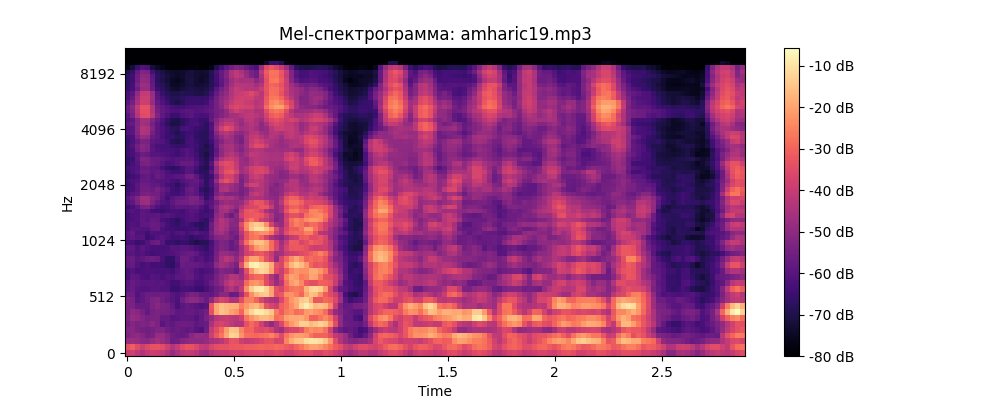 Mel-спектрограмма: amharic19.mp3
8192
4096
2048
1024
512
0
Hz
0 0.5 1 1.5 2 2.5
Time
-10 dB
-20 dB
-30 dB
-40 dB
-50 dB
-60 dB
-70 dB
-80 dB